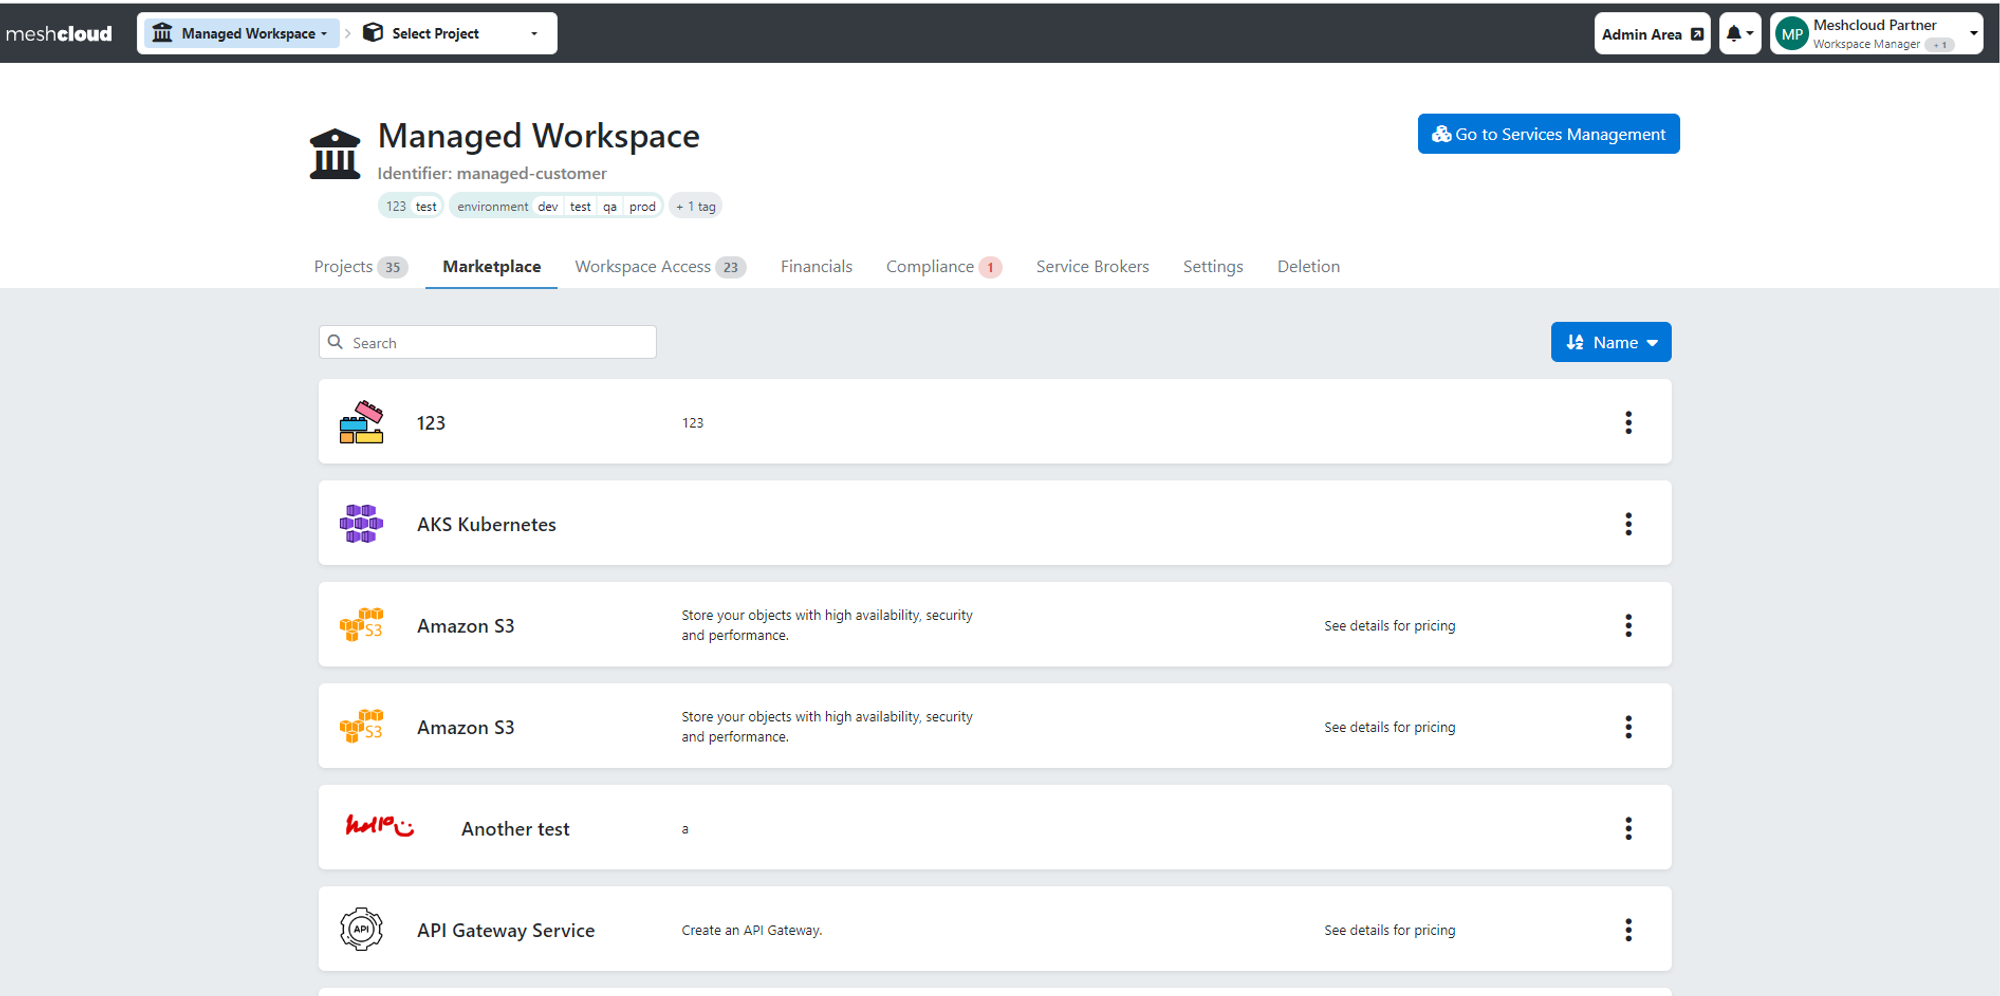 meshcloud
Managed Workspace
Select Project
Admin Area
MP
Meshcloud Partner
Workspace Manager + 1
Managed Workspace
Go to Services Management
Identifier: managed-customer
123 test environment dev test qa prod + 1 tag
Projects 35 Marketplace Workspace Access 23 Financials Compliance 1 Service Brokers Settings Deletion
Search
Name
123
123
AKS Kubernetes
S3
Amazon S3
Store your objects with high availability, security
and performance.
See details for pricing
S3
Amazon S3
Store your objects with high availability, security
and performance.
See details for pricing
hello
Another test
a
API
API Gateway Service
Create an API Gateway.
See details for pricing